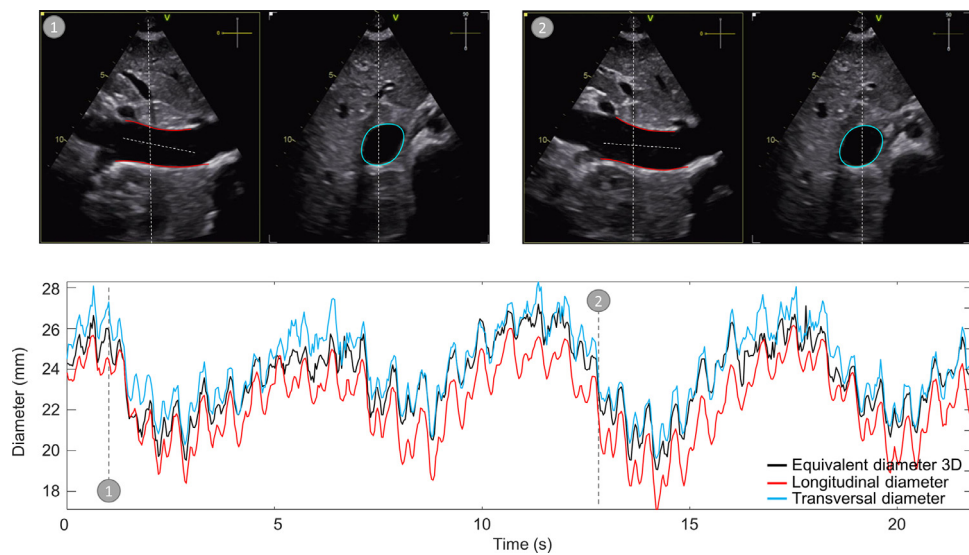 1
V
5
10
V
2
V
5
10
V
28
26
24
22
20
18
Diameter (mm)
2
1
Equivalent diameter 3D
Longitudinal diameter
Transversal diameter
0
5
10
15
20
Time (s)